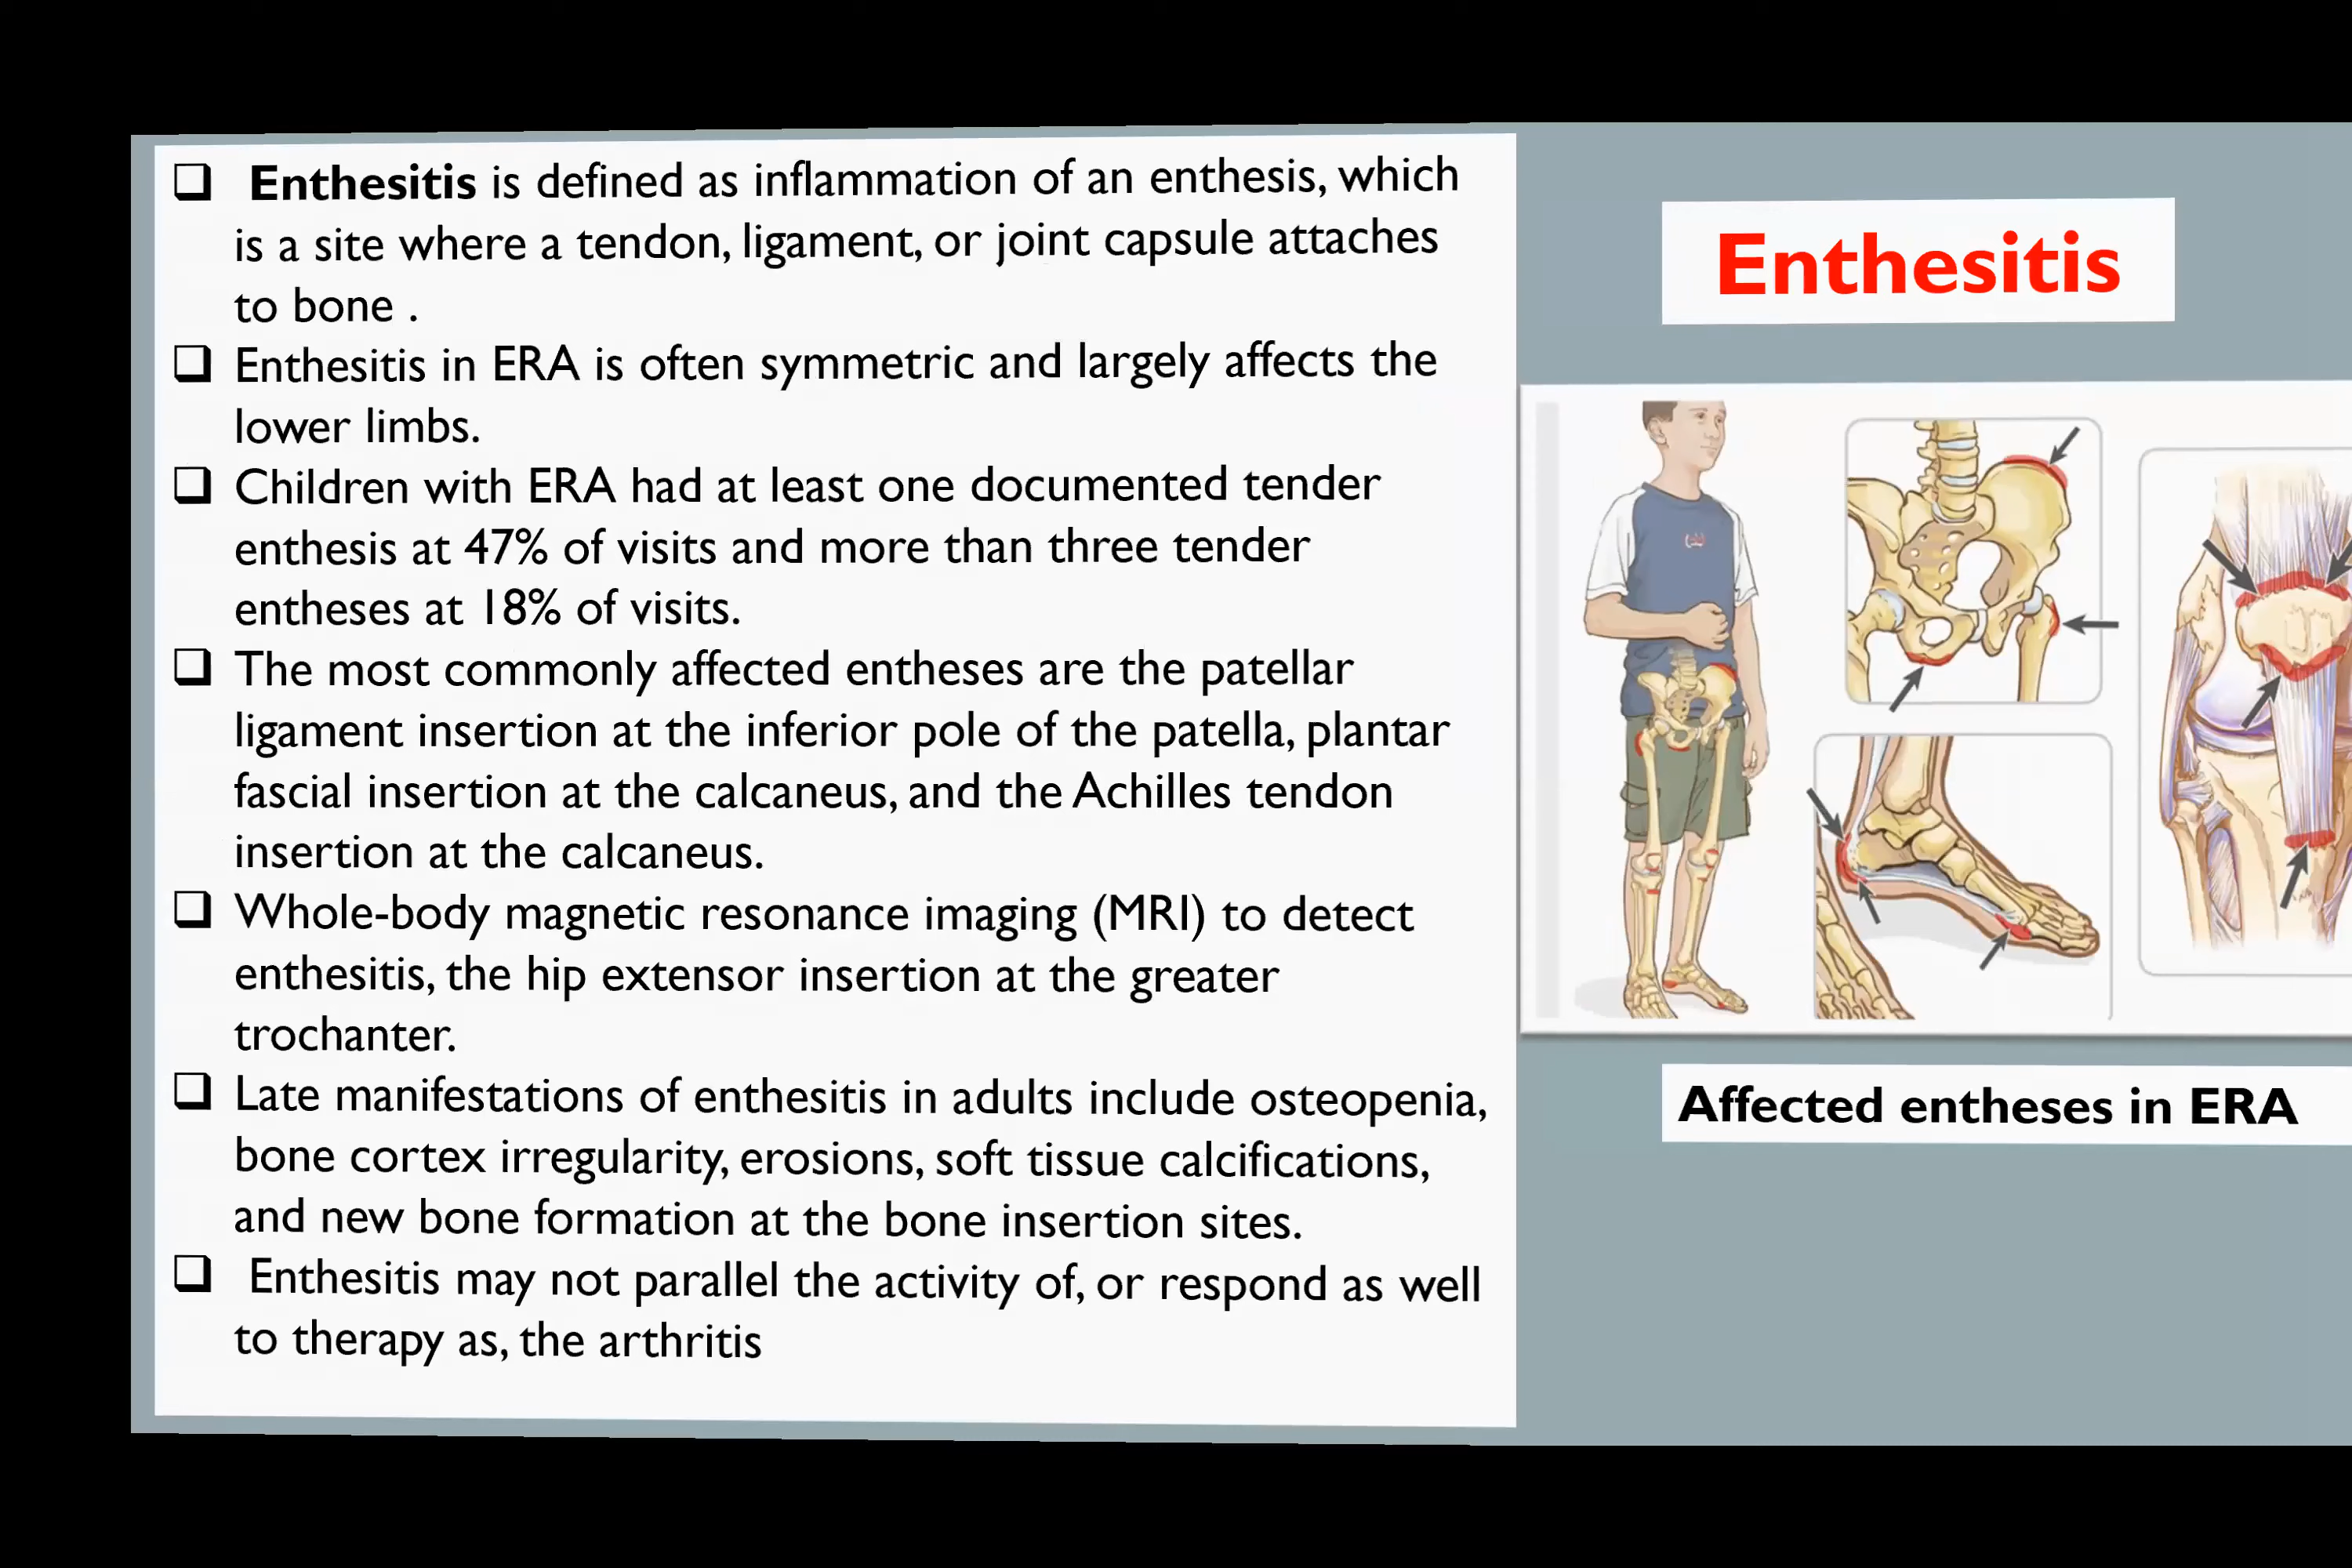 Enthesitis is defined as inflammation of an enthesis, which
is a site where a tendon, ligament, or joint capsule attaches
to bone .
Enthesitis in ERA is often symmetric and largely affects the
lower limbs.
Children with ERA had at least one documented tender
enthesis at 47% of visits and more than three tender
entheses at 18% of visits.
The most commonly affected entheses are the patellar
ligament insertion at the inferior pole of the patella, plantar
fascial insertion at the calcaneus, and the Achilles tendon
insertion at the calcaneus.
Whole-body magnetic resonance imaging (MRI) to detect
enthesitis, the hip extensor insertion at the greater
trochanter.
Late manifestations of enthesitis in adults include osteopenia,
bone cortex irregularity, erosions, soft tissue calcifications,
and new bone formation at the bone insertion sites.
Enthesitis may not parallel the activity of, or respond as well
to therapy as, the arthritis
Enthesitis
Affected entheses in ERA